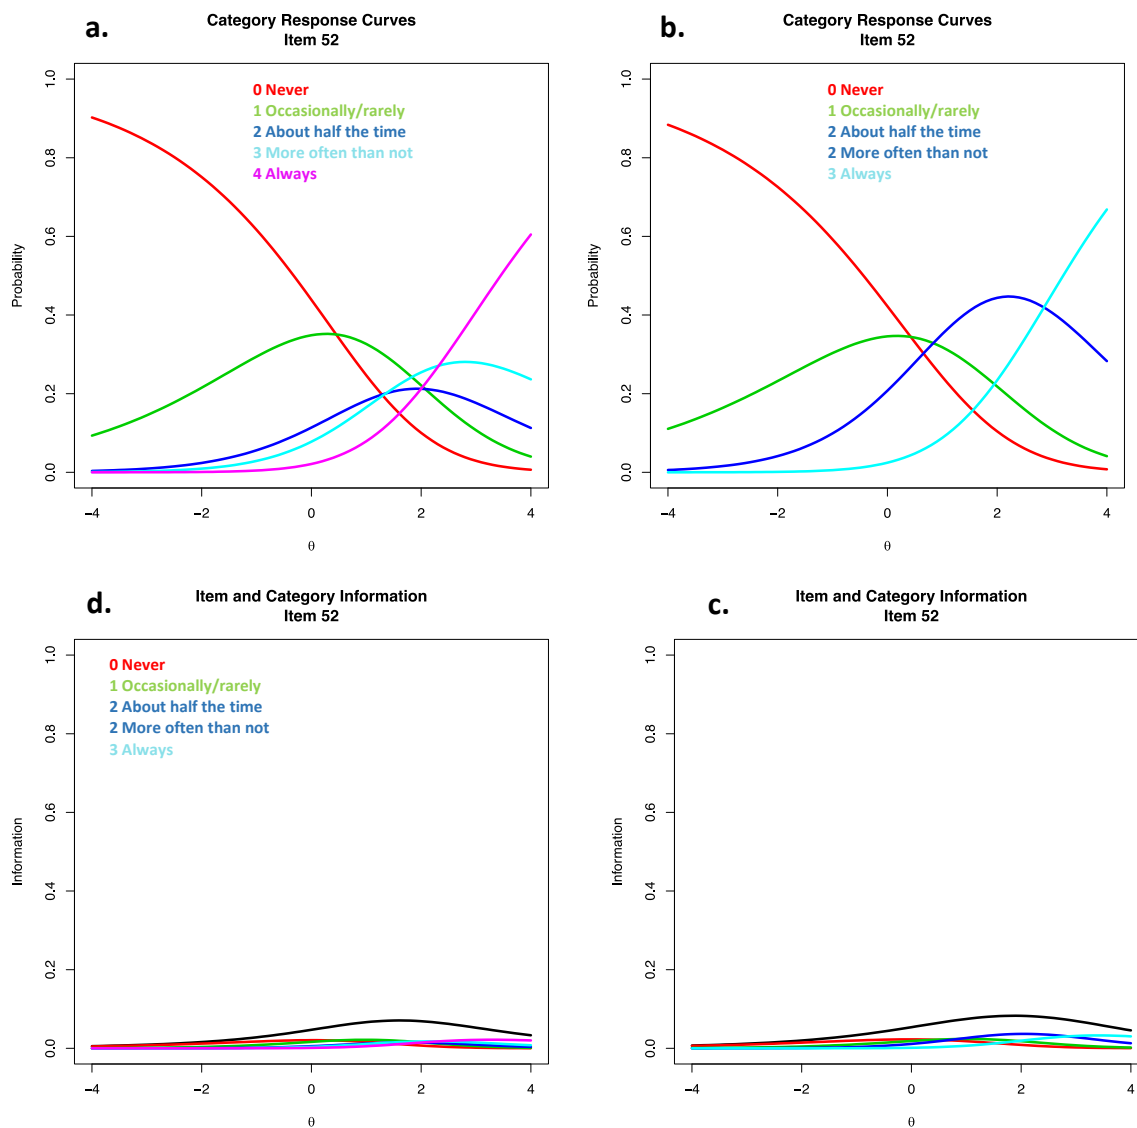 a.
Category Response Curves
Item 52
0 Never
1 Occasionally/rarely
2 About half the time
3 More often than not
4 Always
Probability
0.0
0.2
0.4
0.6
0.8
1.0
−4
−2
0
2
4
θ
b.
Category Response Curves
Item 52
0 Never
1 Occasionally/rarely
2 About half the time
2 More often than not
3 Always
Probability
0.0
0.2
0.4
0.6
0.8
1.0
−4
−2
0
2
4
θ
d.
Item and Category Information
Item 52
0 Never
1 Occasionally/rarely
2 About half the time
2 More often than not
3 Always
Information
0.0
0.2
0.4
0.6
0.8
1.0
−4
−2
0
2
4
θ
c.
Item and Category Information
Item 52
Information
0.0
0.2
0.4
0.6
0.8
1.0
−4
−2
0
2
4
θ